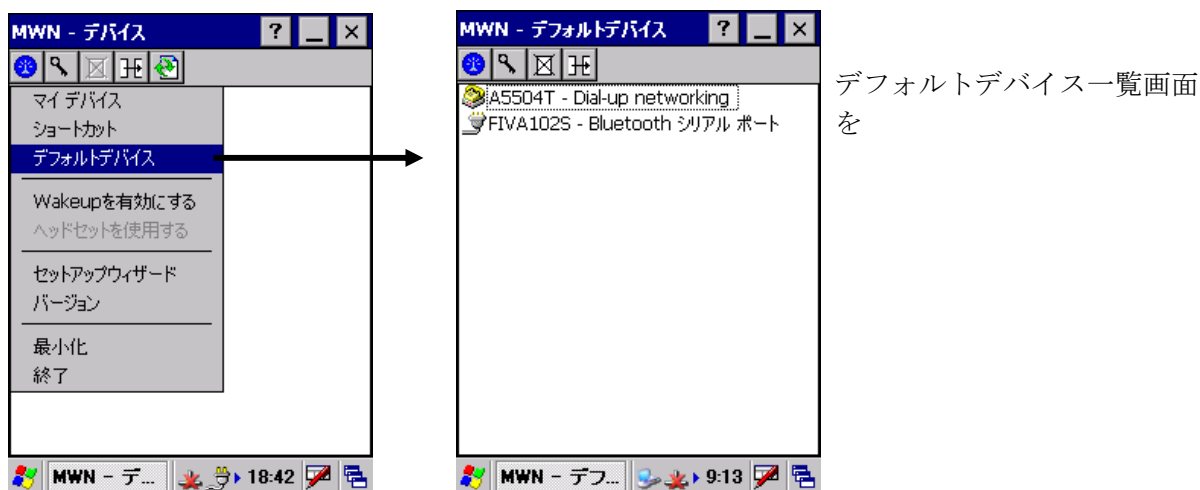 MWN - デバイス
マイ デバイス
ショートカット
デフォルトデバイス
Wakeupを有効にする
ヘッドセットを使用する
セットアップウィザード
バージョン
最小化
終了
MWN - デ...
18:42
MWN - デフォルトデバイス
A5504T - Dial-up networking
FIVA102S - Bluetooth シリアル ポート
MWN - デフ...
9:13
デフォルトデバイス一覧画面
を